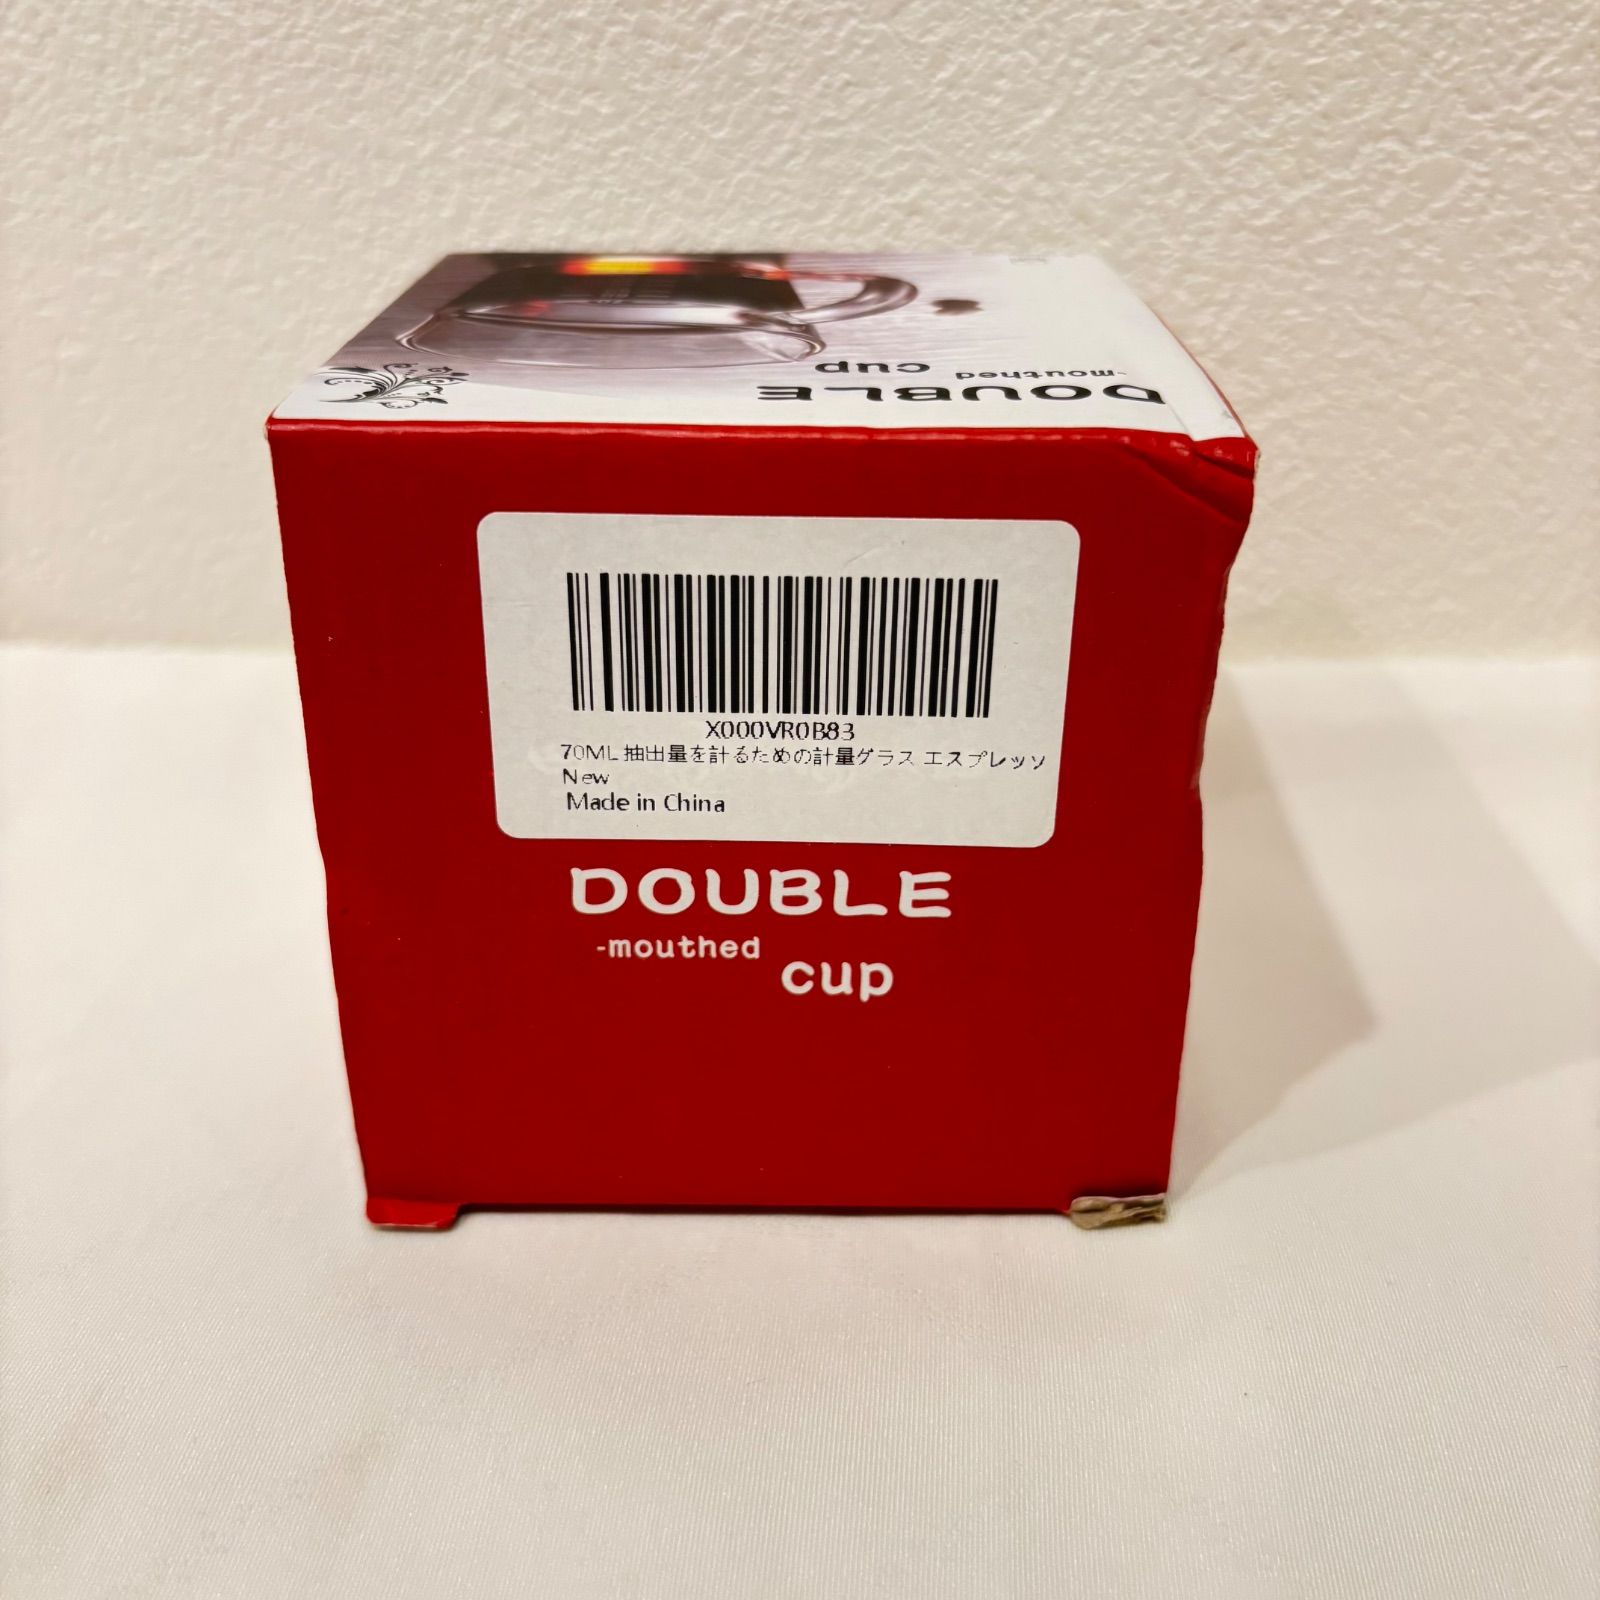 DOUBLE
-mouthed cup
X000VR0B83
70ML 抽出量を計るための計量グラス エスプレッソ
New
Made in China
DOUBLE
-mouthed
cup